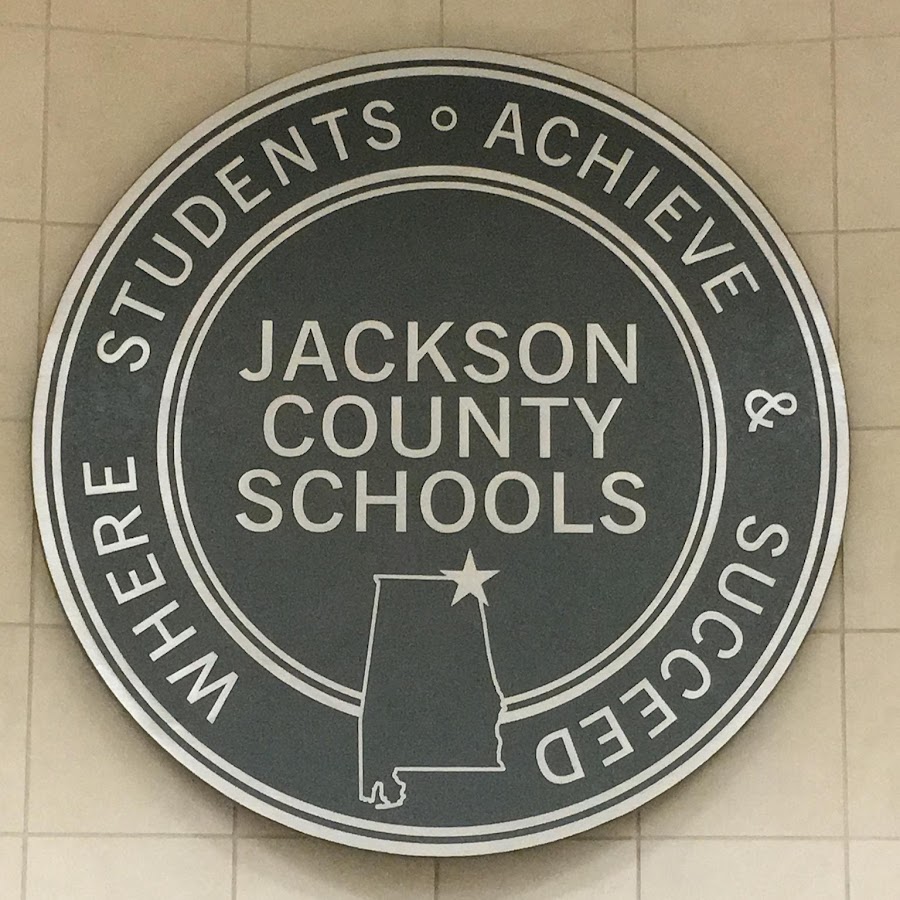 WHERE STUDENTS ° ACHIEVE & SUCCEED
JACKSON
COUNTY
SCHOOLS